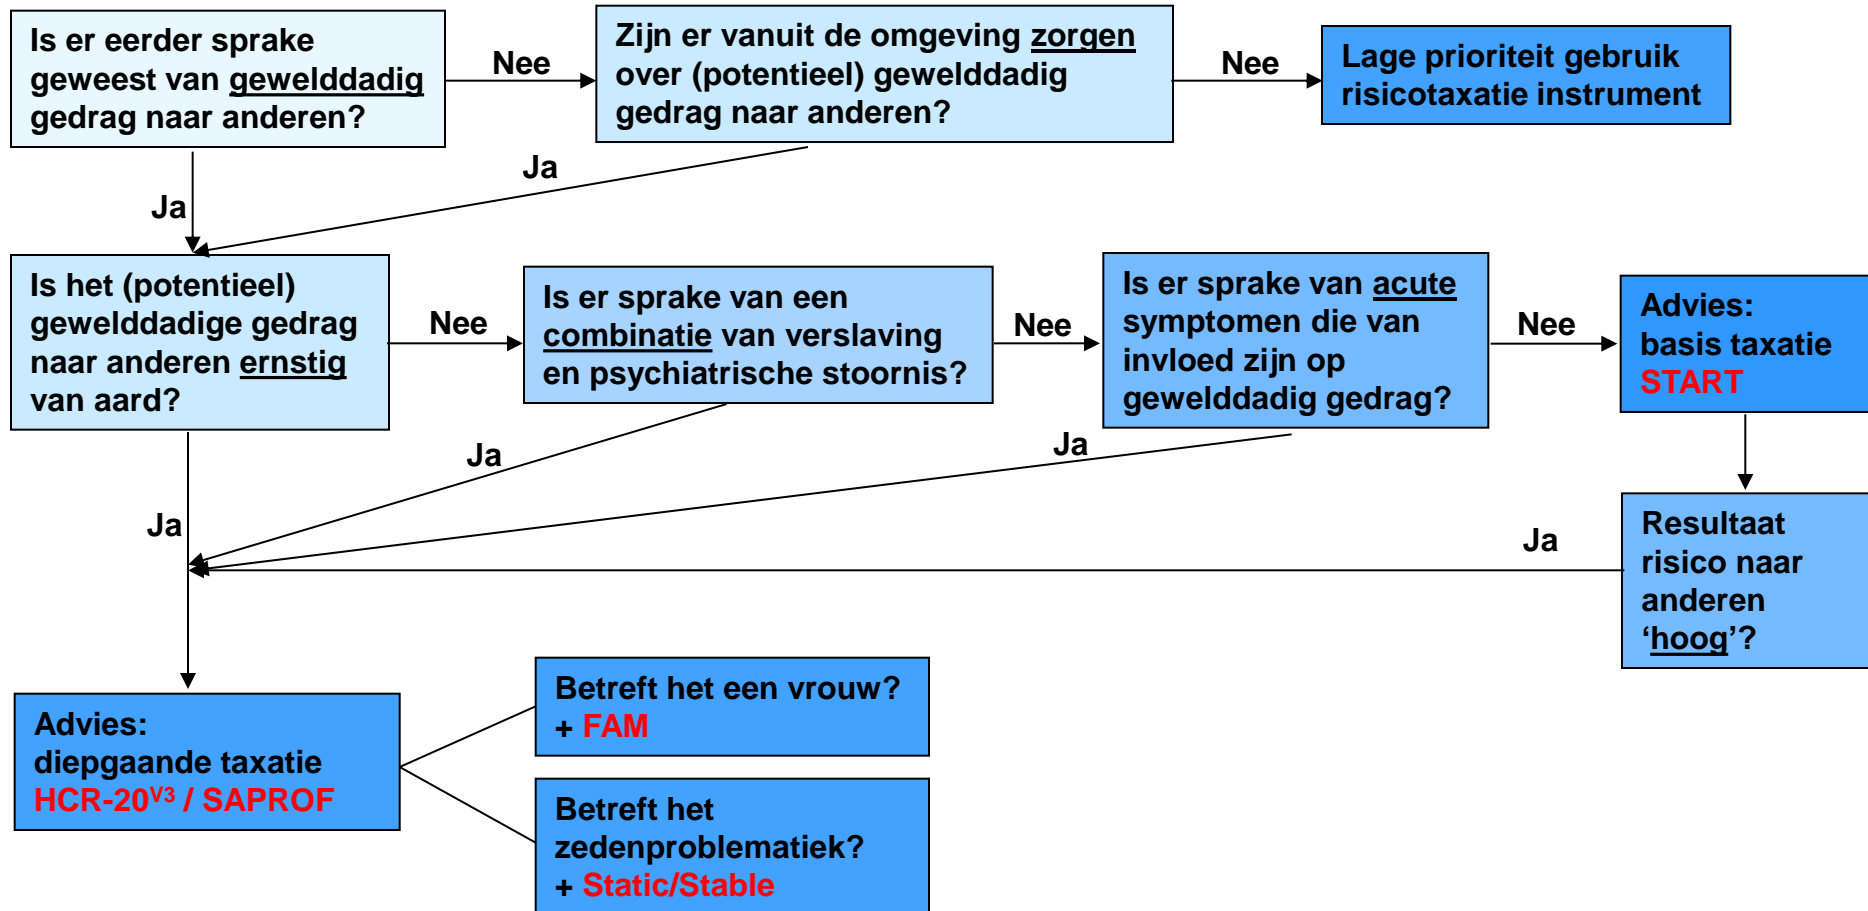 Is er eerder sprake
geweest van gewelddadig
gedrag naar anderen?
Nee
Zijn er vanuit de omgeving zorgen
over (potentieel) gewelddadig
gedrag naar anderen?
Nee
Lage prioriteit gebruik
risicotaxatie instrument
Ja
Ja
Is het (potentieel)
gewelddadige gedrag
naar anderen ernstig
van aard?
Nee
Is er sprake van een
combinatie van verslaving
en psychiatrische stoornis?
Nee
Is er sprake van acute
symptomen die van
invloed zijn op
gewelddadig gedrag?
Nee
Advies:
basis taxatie
START
Ja
Ja
Ja
Ja
Resultaat
risico naar
anderen
‘hoog’?
Advies:
diepgaande taxatie
HCR-20V3 / SAPROF
Betreft het een vrouw?
+ FAM
Betreft het
zedenproblematiek?
+ Static/Stable